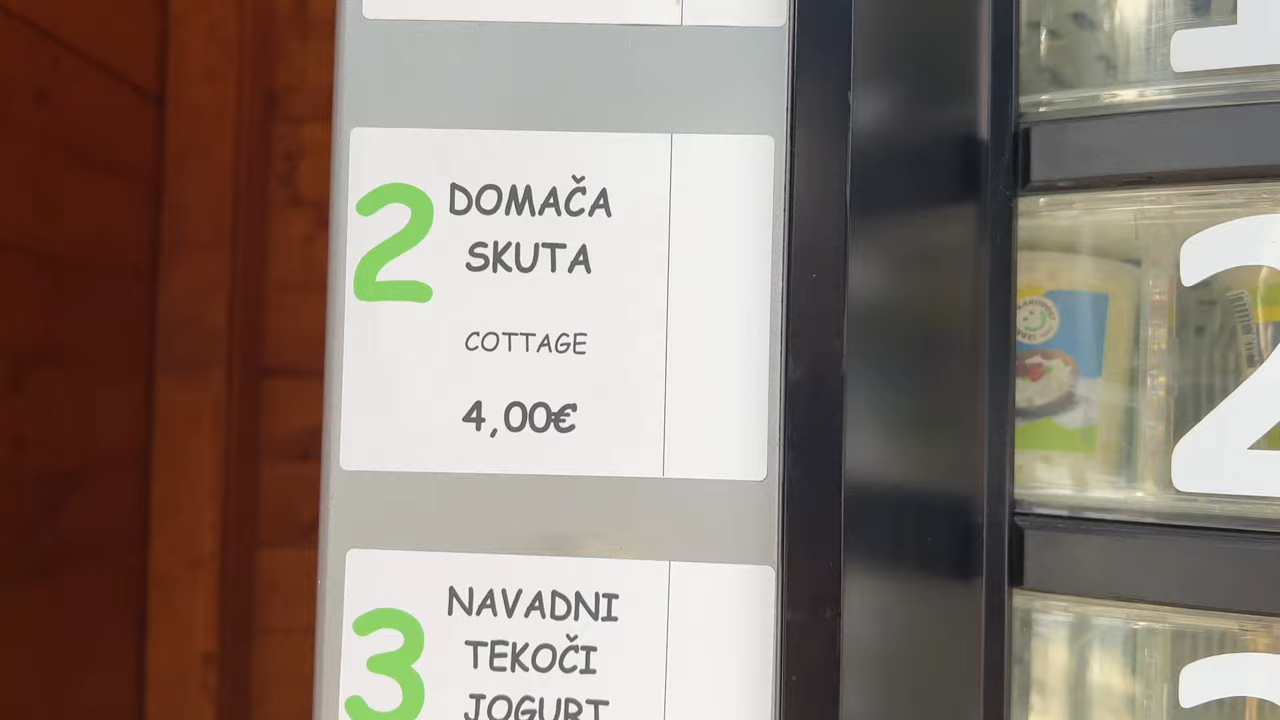 2
DOMAČA
SKUTA
COTTAGE
4,00€
3
NAVADNI
TEKOČI
JOGURT
2